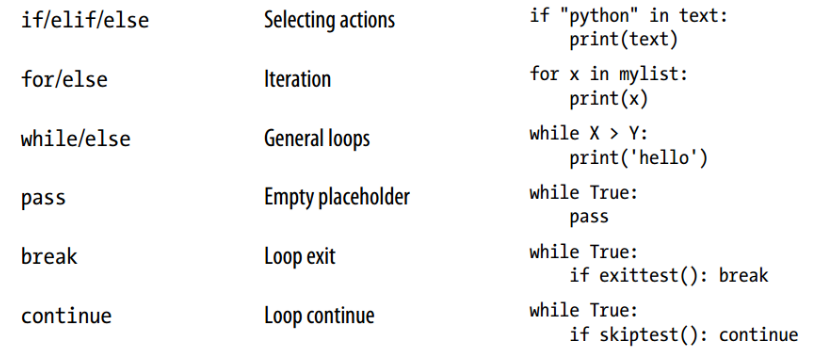 if/elif/else Selecting actions if "python" in text:
print(text)
for/else Iteration for x in mylist:
print(x)
while/else General loops while X > Y:
print('hello')
pass Empty placeholder while True:
pass
break Loop exit while True:
if exittest(): break
continue Loop continue while True:
if skiptest(): continue